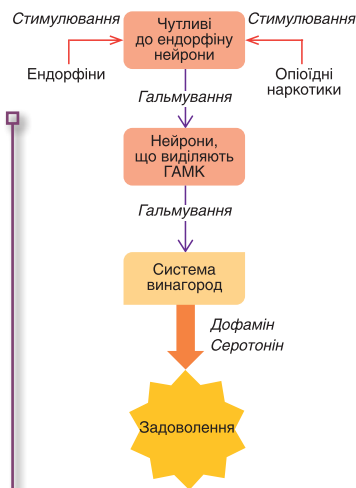 Стимулювання
Стимулювання
Чутливі
до ендорфіну
нейрони
Ендорфіни
Опіоїдні
наркотики
Гальмування
Нейрони,
що виділяють
ГАМК
Гальмування
Система
винагород
Дофамін
Серотонін
Задоволення